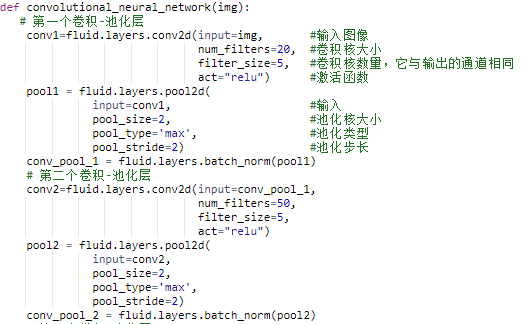 def convolutional_neural_network(img):
# 第一个卷积-池化层
conv1=fluid.layers.conv2d(input=img, #输入图像
num_filters=20, #卷积核大小
filter_size=5, #卷积核数量，它与输出的通道相同
act="relu") #激活函数
pool1 = fluid.layers.pool2d(
input=conv1, #输入
pool_size=2, #池化核大小
pool_type='max', #池化类型
pool_stride=2) #池化步长
conv_pool_1 = fluid.layers.batch_norm(pool1)
# 第二个卷积-池化层
conv2=fluid.layers.conv2d(input=conv_pool_1,
num_filters=50,
filter_size=5,
act="relu")
pool2 = fluid.layers.pool2d(
input=conv2,
pool_size=2,
pool_type='max',
pool_stride=2)
conv_pool_2 = fluid.layers.batch_norm(pool2)